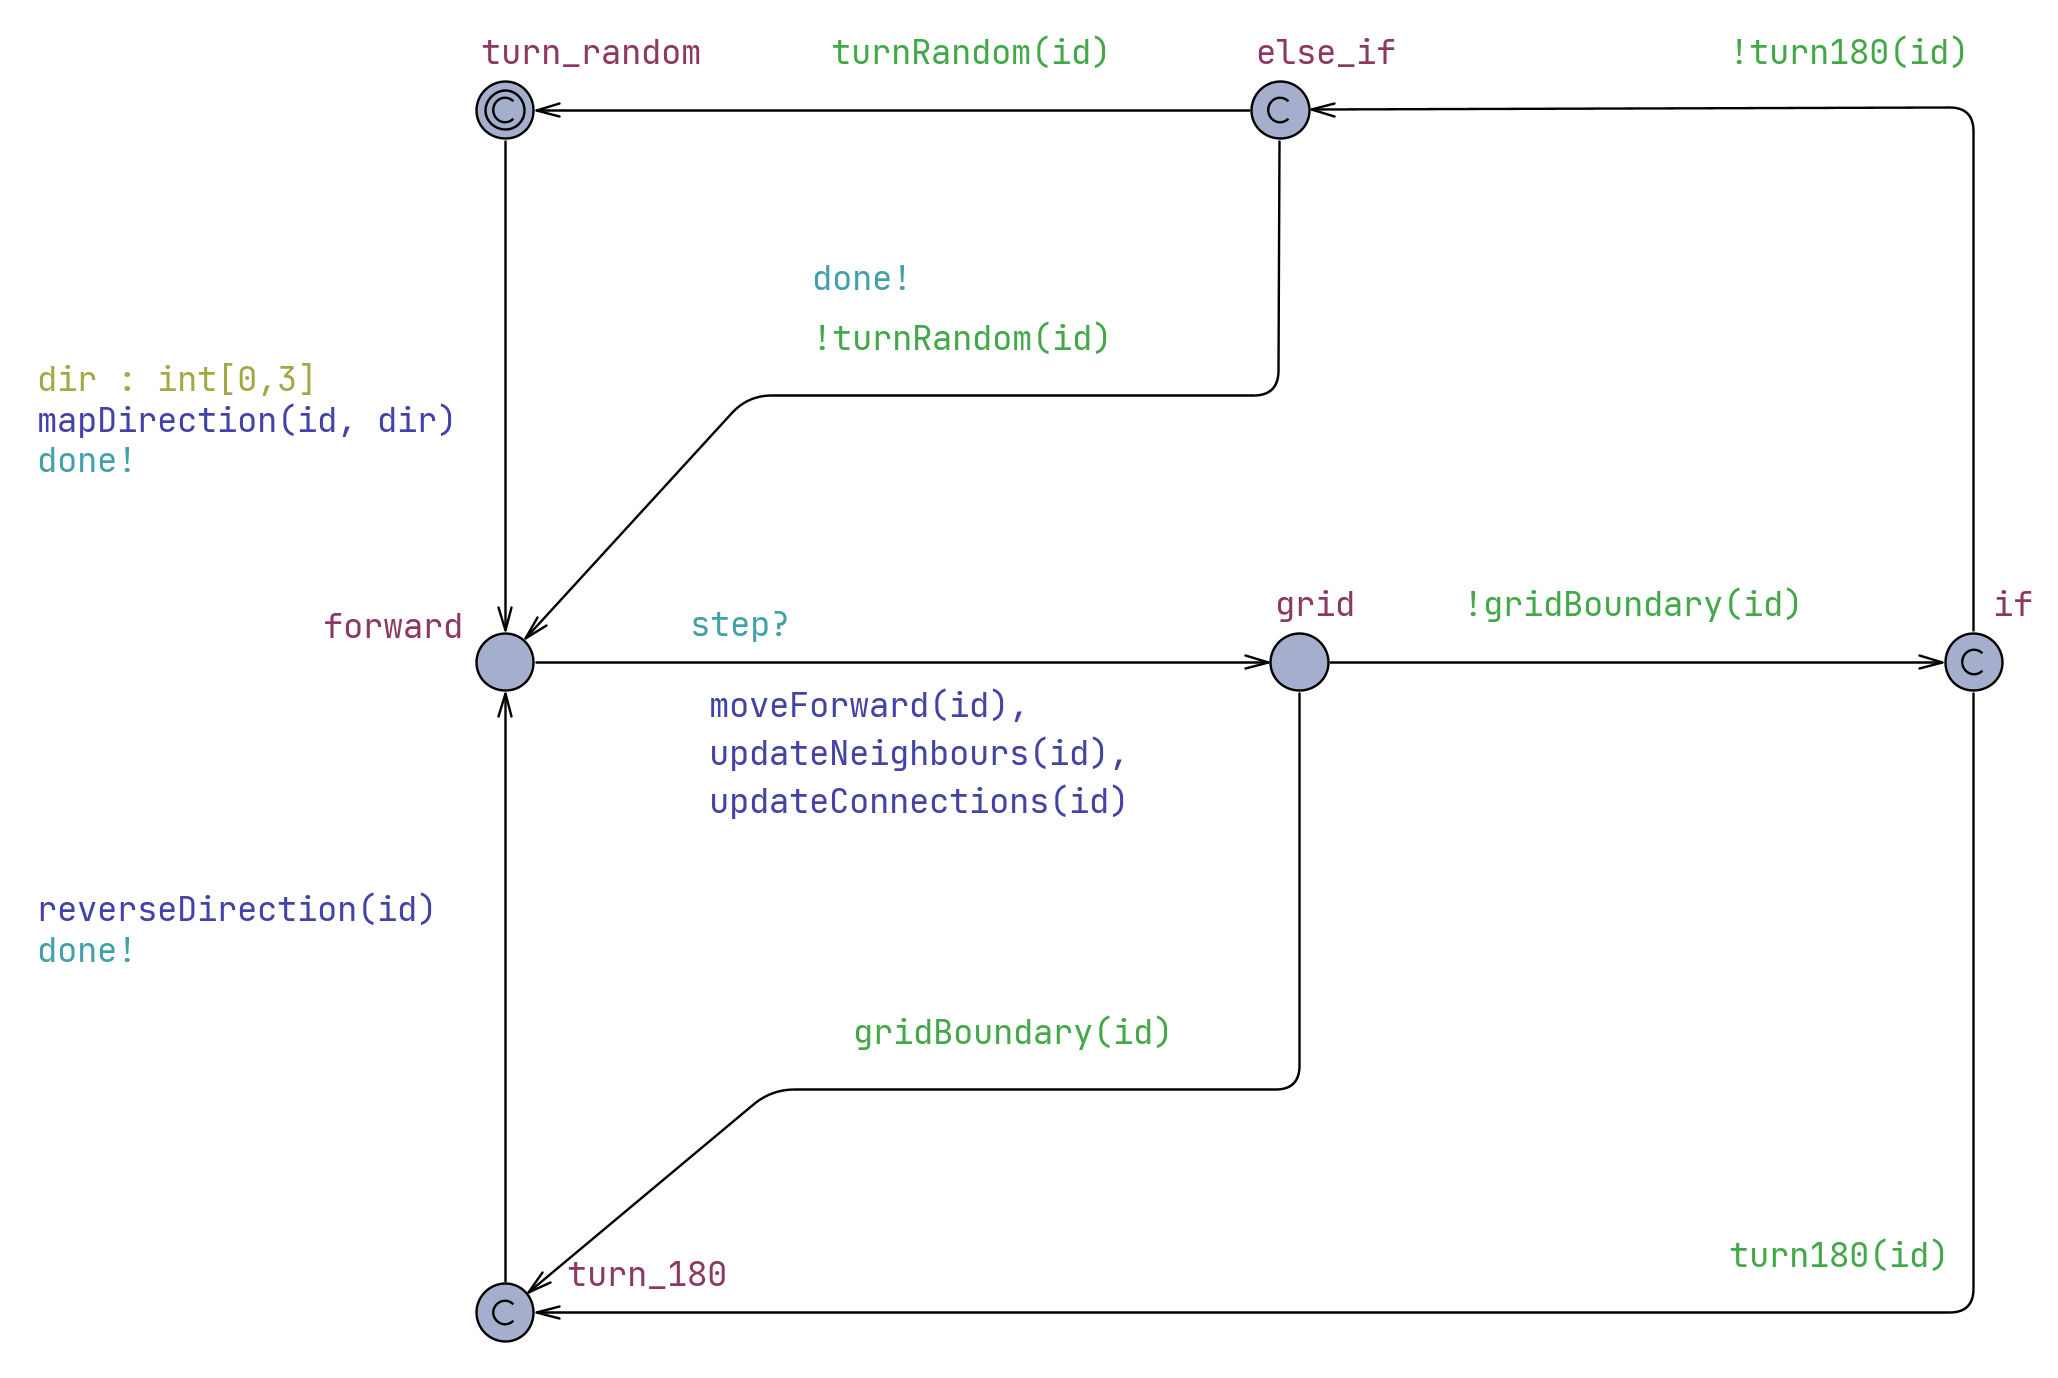 turn_random
turnRandom(id)
else_if
!turn180(id)
C
C
done!
!turnRandom(id)
dir : int[0,3]
mapDirection(id, dir)
done!
forward
step?
grid
!gridBoundary(id)
if
C
moveForward(id),
updateNeighbours(id),
updateConnections(id)
reverseDirection(id)
done!
gridBoundary(id)
turn_180
turn180(id)
C